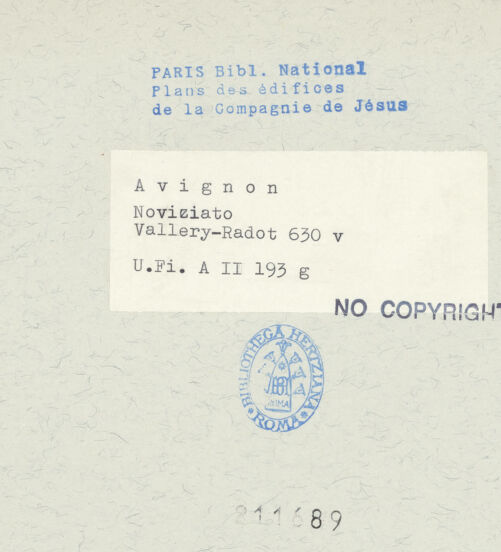 PARIS Bibl. National
Plans des édifices
de la Compagnie de Jésus
Avignon
Noviziato
Vallery-Radot 630 v
U.Fi. A II 193 g
NO COPYRIGHT
BIBLIOTHECA HERTZIANA
ROMA
211689